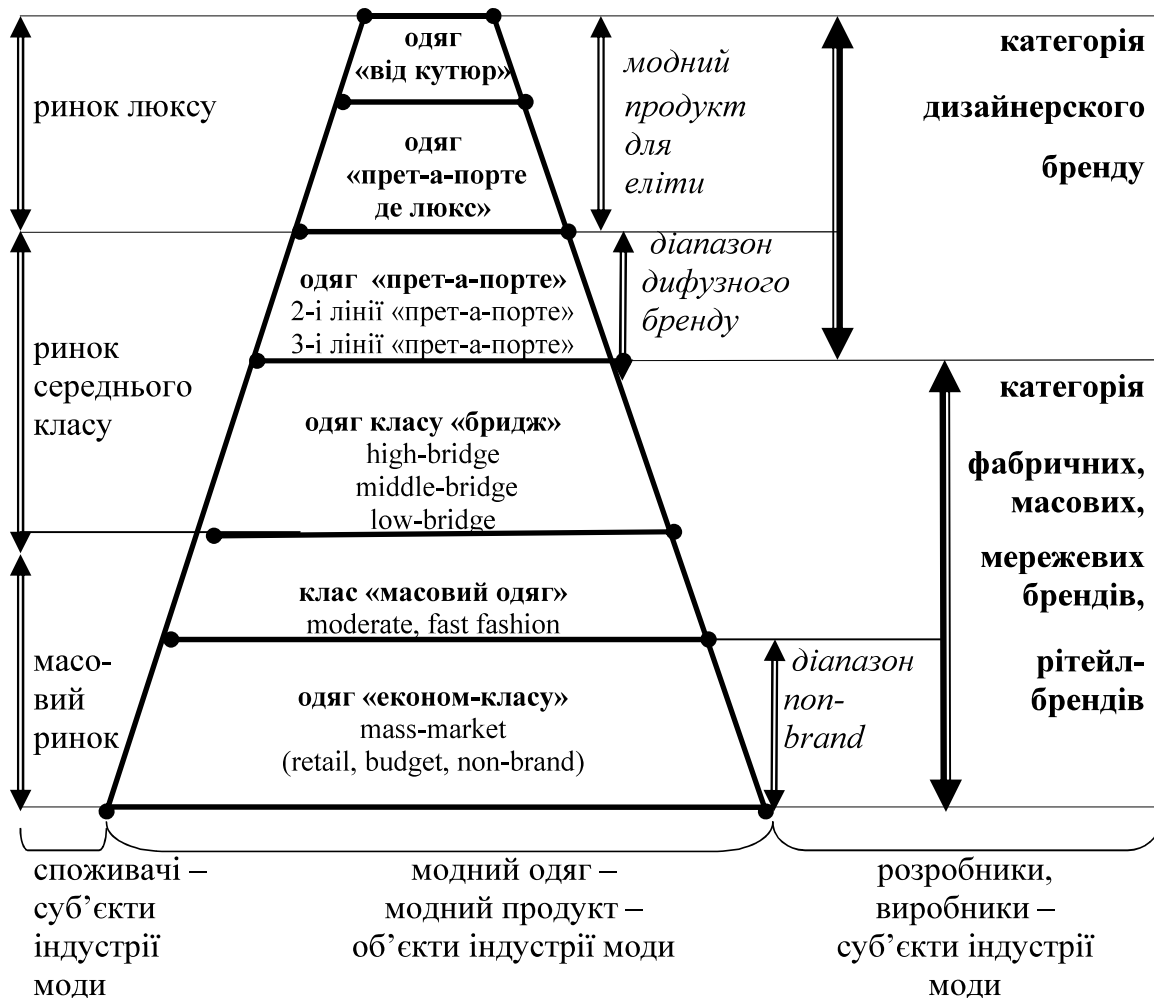 ринок люксу
ринок
середнього
класу
масо-
вий
ринок
одяг
«від кутюр»
одяг
«прет-а-порте
де люкс»
одяг «прет-а-порте»
2-і лінії «прет-а-порте»
3-і лінії «прет-а-порте»
одяг класу «бридж»
high-bridge
middle-bridge
low-bridge
клас «масовий одяг»
moderate, fast fashion
одяг «економ-класу»
mass-market
(retail, budget, non-brand)
модний
продукт
для
еліти
діапазон
дифузного
бренду
діапазон
non-
brand
категорія
дизайнерского
бренду
категорія
фабричних,
масових,
мережевих
брендів,
рітейл-
брендів
споживачі –
суб’єкти
індустрії
моди
модний одяг –
модний продукт –
об’єкти індустрії моди
розробники,
виробники –
суб’єкти індустрії
моди